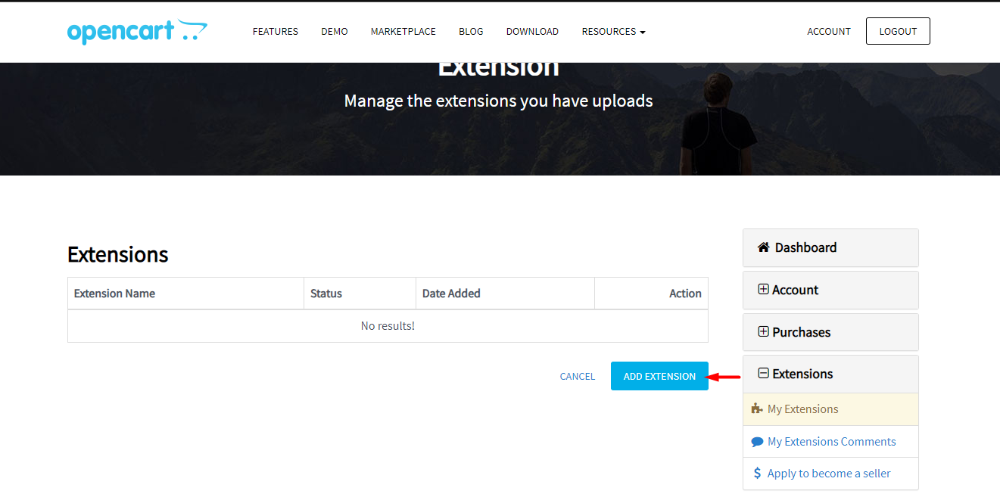 opencart
FEATURES DEMO MARKETPLACE BLOG DOWNLOAD RESOURCES ACCOUNT LOGOUT
Extension
Manage the extensions you have uploads
Extensions
Extension Name Status Date Added Action
No results!
CANCEL ADD EXTENSION
Dashboard
Account
Purchases
Extensions
My Extensions
My Extensions Comments
Apply to become a seller